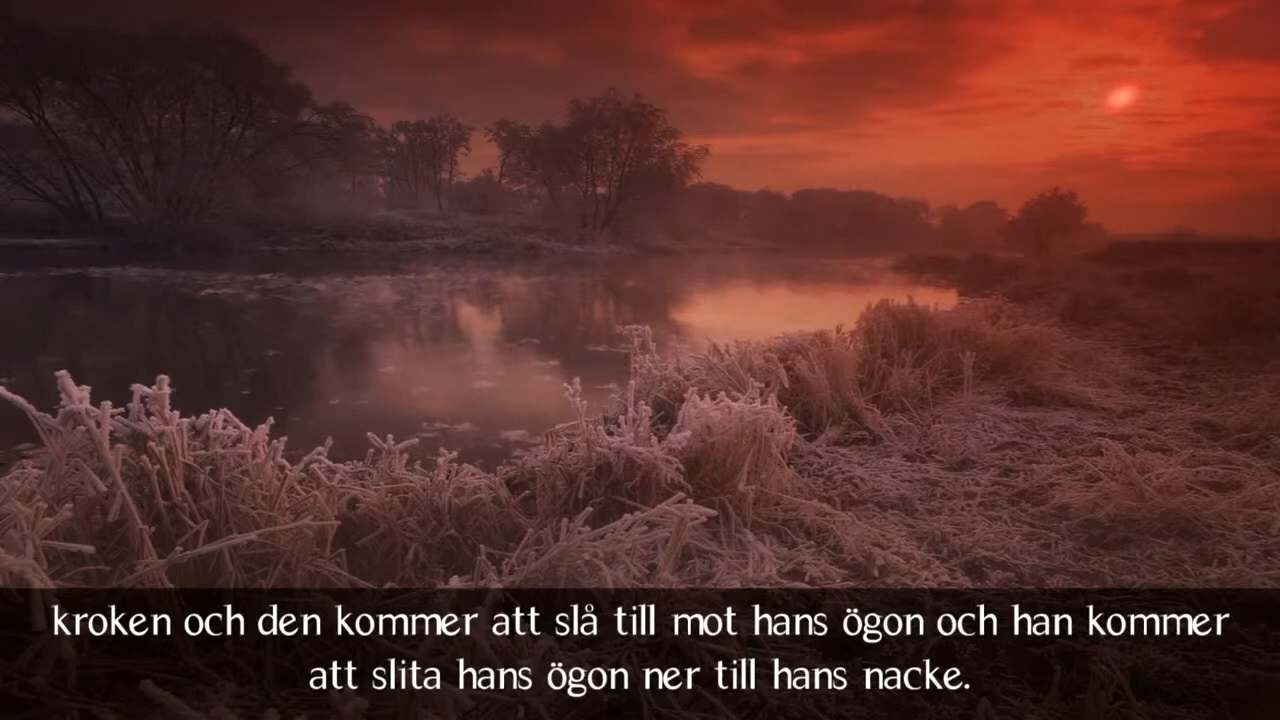 kroken och den kommer att slå till mot hans ögon och han kommer
att slita hans ögon ner till hans nacke.